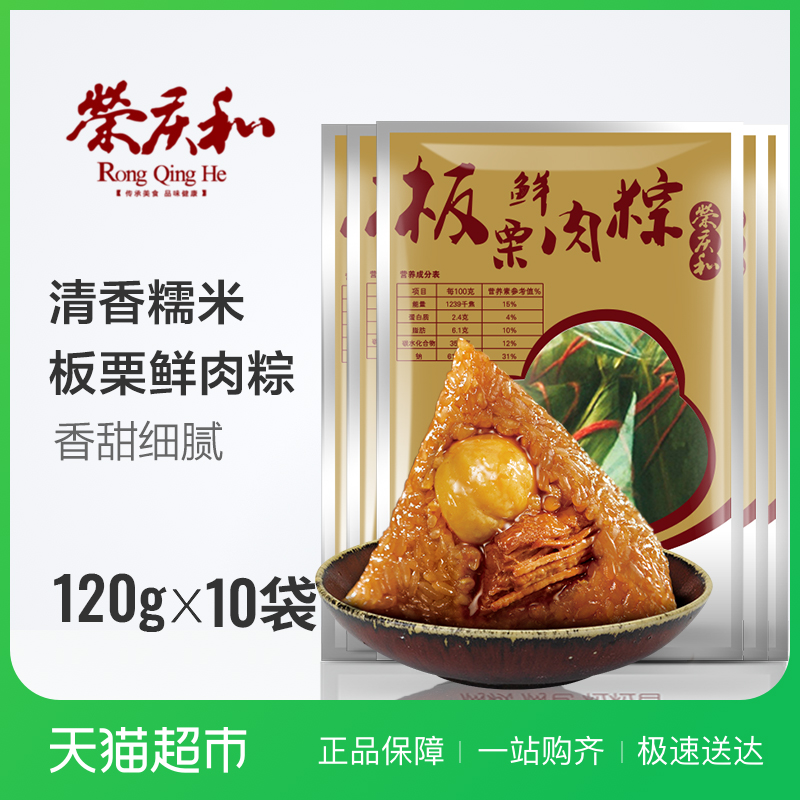 榮庆和
Rong Qing He
【传承美食 品味健康】
清香糯米
板栗鲜肉粽
香甜细腻
120g×10袋
板栗鲜肉粽
榮庆和
营养成分表
项目 每100克 营养素参考值%
能量 1239千焦 15%
蛋白质 2.4克 4%
脂肪 6.1克 10%
碳水化合物 12%
钠 31%
天猫超市
正品保障 | 一站购齐 | 极速送达